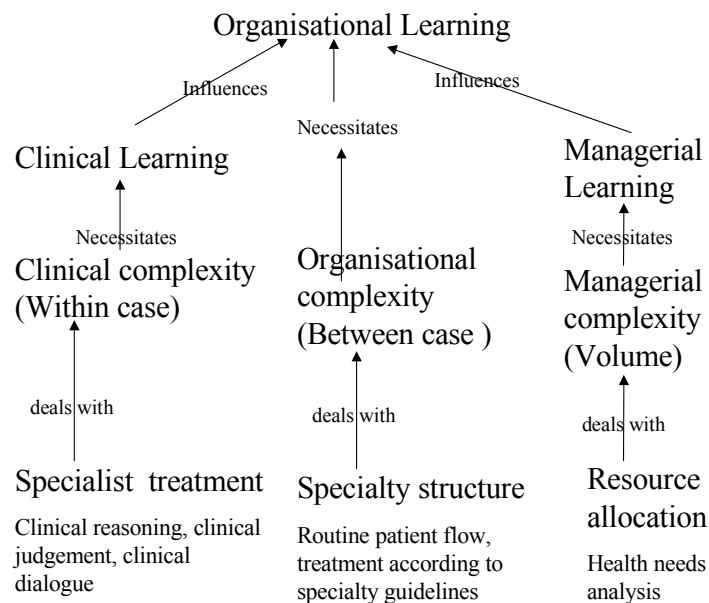 Organisational Learning
Influences
Influences
Necessitates
Clinical Learning
Managerial
Learning
Necessitates
Necessitates
Clinical complexity
(Within case)
Organisational
complexity
(Between case )
Managerial
complexity
(Volume)
deals with
deals with
deals with
Specialist treatment
Clinical reasoning, clinical
judgement, clinical
dialogue
Specialty structure
Routine patient flow,
treatment according to
specialty guidelines
Resource
allocation
Health needs
analysis